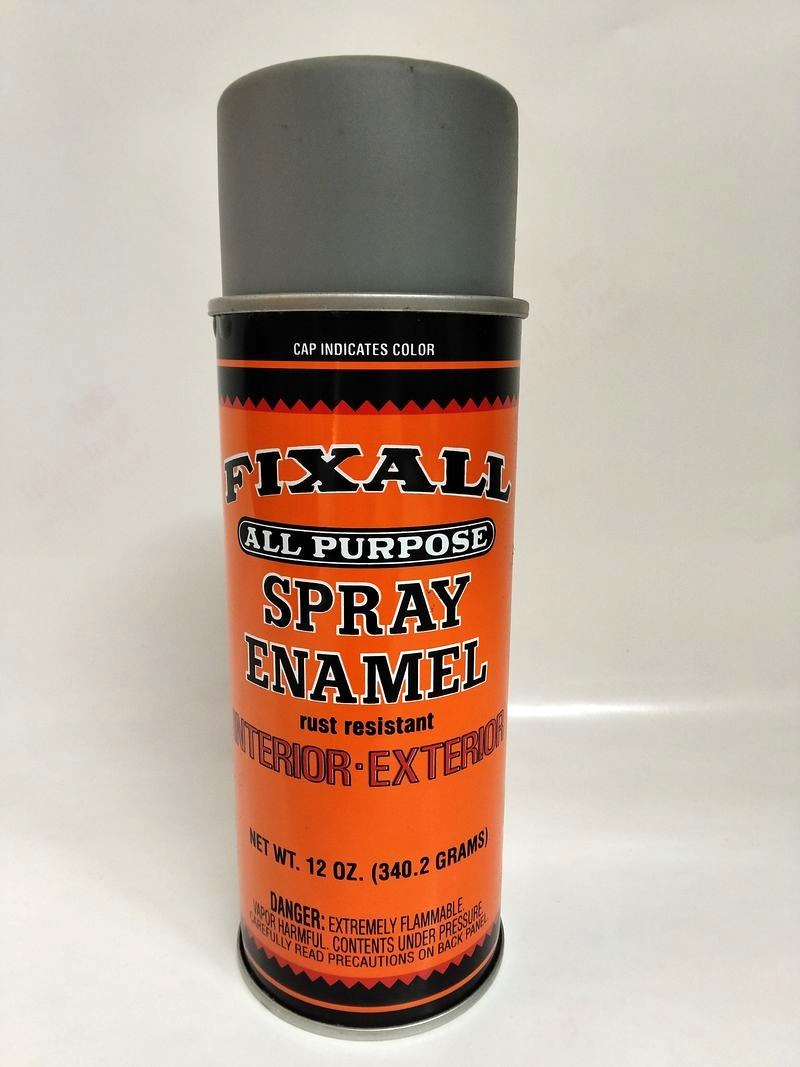 CAP INDICATES COLOR
FIXALL
ALL PURPOSE
SPRAY
ENAMEL
rust resistant
INTERIOR·EXTERIOR
NET WT. 12 OZ. (340.2 GRAMS)
DANGER: EXTREMELY FLAMMABLE.
VAPOR HARMFUL. CONTENTS UNDER PRESSURE.
CAREFULLY READ PRECAUTIONS ON BACK PANEL.